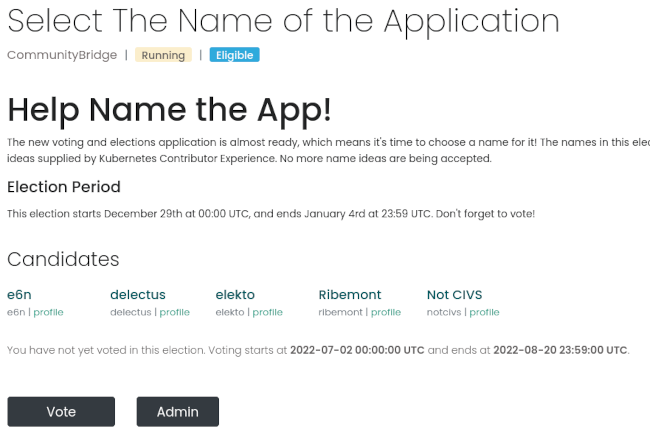 Select The Name of the Application
CommunityBridge | Running | Eligible
Help Name the App!
The new voting and elections application is almost ready, which means it's time to choose a name for it! The names in this
ideas supplied by Kubernetes Contributor Experience. No more name ideas are being accepted.
Election Period
This election starts December 29th at 00:00 UTC, and ends January 4rd at 23:59 UTC. Don't forget to vote!
Candidates
e6n delectus elekto Ribemont Not CIVS
e6n | profile delectus | profile elekto | profile ribemont | profile notcivs | profile
You have not yet voted in this election. Voting starts at 2022-07-02 00:00:00 UTC and ends at 2022-08-20 23:59:00 UTC.
Vote Admin